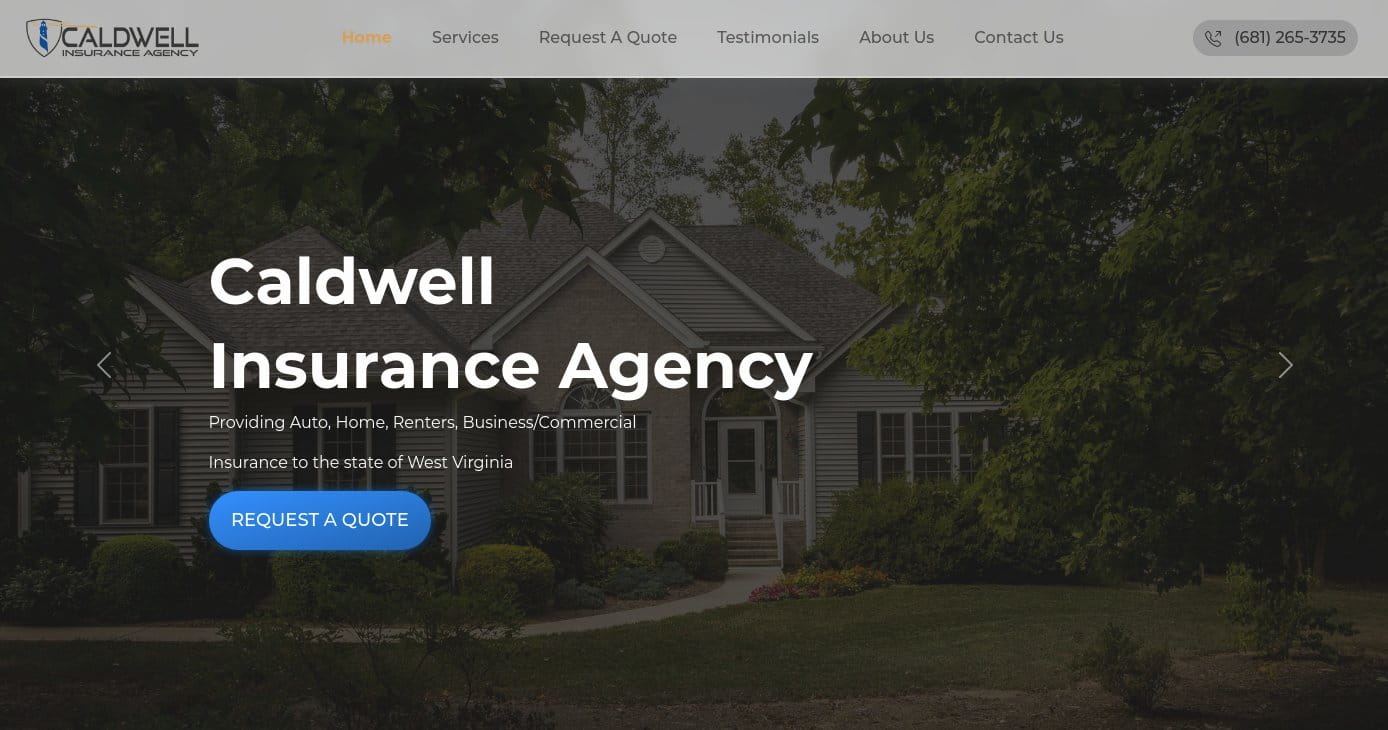 CALDWELL
INSURANCE AGENCY
Home
Services
Request A Quote
Testimonials
About Us
Contact Us
(681) 265-3735
Caldwell
Insurance Agency
Providing Auto, Home, Renters, Business/Commercial
Insurance to the state of West Virginia
REQUEST A QUOTE